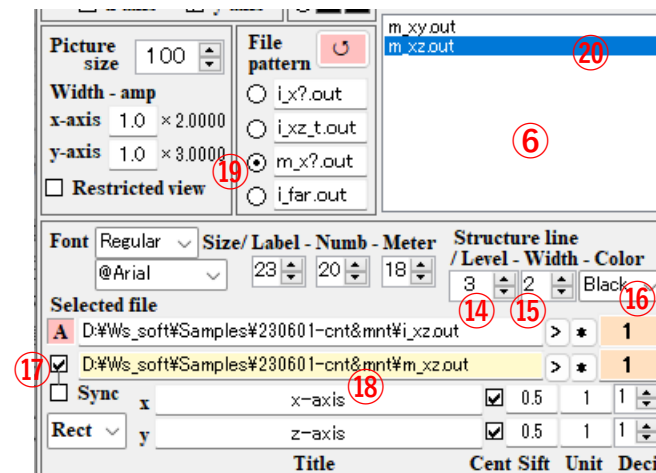 Picture size 100
Width - amp
x-axis 1.0 × 2.0000
y-axis 1.0 × 3.0000
Restricted view
File pattern ↺
i_x?.out
i_xz_t.out
⑲ m_x?.out
i_far.out
m_xy.out
m_xz.out ⑳
⑥
Font Regular Size/ Label - Numb - Meter
@Arial 23 20 18
Structure line
/ Level - Width - Color
3 2 Black
⑭ ⑮ ⑯
Selected file
A D:¥Ws_soft¥Samples¥230601-cnt&mnt¥i_xz.out > * 1
⑰ D:¥Ws_soft¥Samples¥230601-cnt&mnt¥m_xz.out > * 1
⑱
Sync x x-axis 0.5 1 1
Rect y z-axis 0.5 1 1
Title Cent Sift Unit Deci